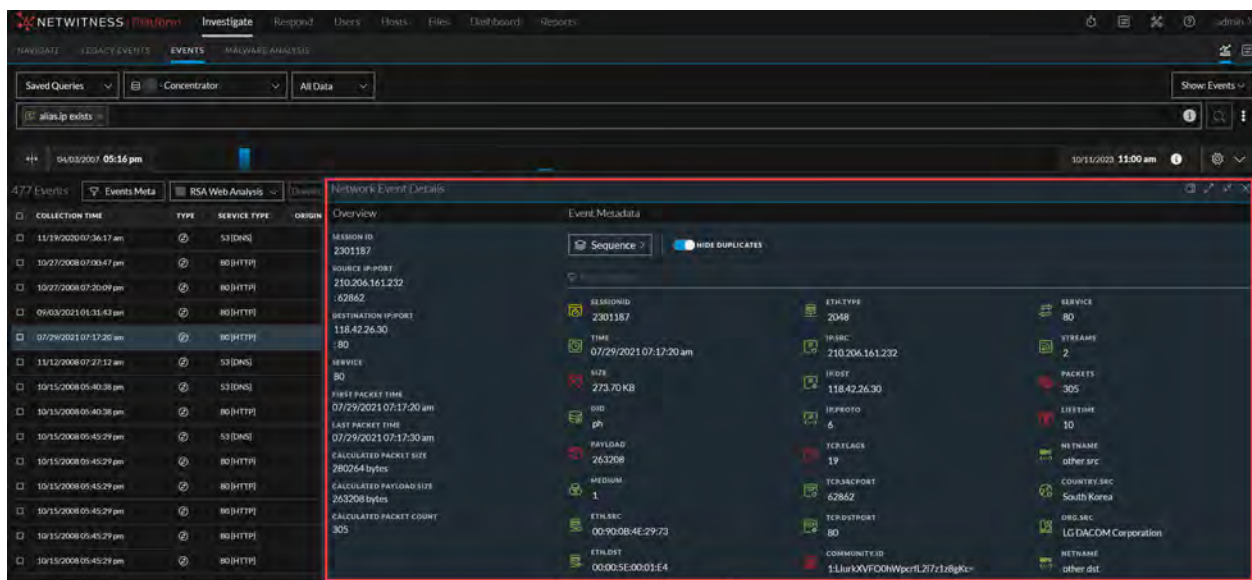 NETWITNESS Platform Investigate Respond Users Hosts Files Dashboard Reports admin
NAVIGATE LEGACY EVENTS EVENTS MALWARE ANALYSIS
Saved Queries - Concentrator All Data Show: Events
alias.ip exists
04/03/2007 05:16 pm 10/11/2023 11:00 am
477 Events Events Meta RSA Web Analysis
COLLECTION TIME TYPE SERVICE TYPE ORIGIN
11/19/2020 07:36:17 am 53 [DNS]
10/27/2008 07:00:47 pm 80 [HTTP]
10/27/2008 07:20:09 pm 80 [HTTP]
09/03/2021 01:31:43 pm 80 [HTTP]
07/29/2021 07:17:20 am 80 [HTTP]
11/12/2008 07:27:12 am 53 [DNS]
10/15/2008 05:40:38 pm 53 [DNS]
10/15/2008 05:40:38 pm 80 [HTTP]
10/15/2008 05:45:29 pm 53 [DNS]
10/15/2008 05:45:29 pm 80 [HTTP]
10/15/2008 05:45:29 pm 80 [HTTP]
10/15/2008 05:45:29 pm 80 [HTTP]
10/15/2008 05:45:29 pm 80 [HTTP]
10/15/2008 05:45:29 pm 80 [HTTP]
Network Event Details
Overview
SESSION ID
2301187
SOURCE IP:PORT
210.206.161.232
: 62862
DESTINATION IP:PORT
118.42.26.30
: 80
SERVICE
80
FIRST PACKET TIME
07/29/2021 07:17:20 am
LAST PACKET TIME
07/29/2021 07:17:30 am
CALCULATED PACKET SIZE
280264 bytes
CALCULATED PAYLOAD SIZE
263208 bytes
CALCULATED PACKET COUNT
305
Event Metadata
Sequence HIDE DUPLICATES
SESSIONID
2301187
TIME
07/29/2021 07:17:20 am
SIZE
273.70 KB
DID
ph
PAYLOAD
263208
MEDIUM
1
ETH.SRC
00:90:0B:4E:29:73
ETH.DST
00:00:5E:00:01:E4
ETH.TYPE
2048
IP.SRC
210.206.161.232
IP.DST
118.42.26.30
IP.PROTO
6
TCP.FLAGS
19
TCP.SRCPORT
62862
TCP.DSTPORT
80
COMMUNITY.ID
SERVICE
80
STREAMS
2
PACKETS
305
LIFETIME
10
NETNAME
other src
COUNTRY.SRC
South Korea
ORG.SRC
LG DACOM Corporation
NETNAME
other dst